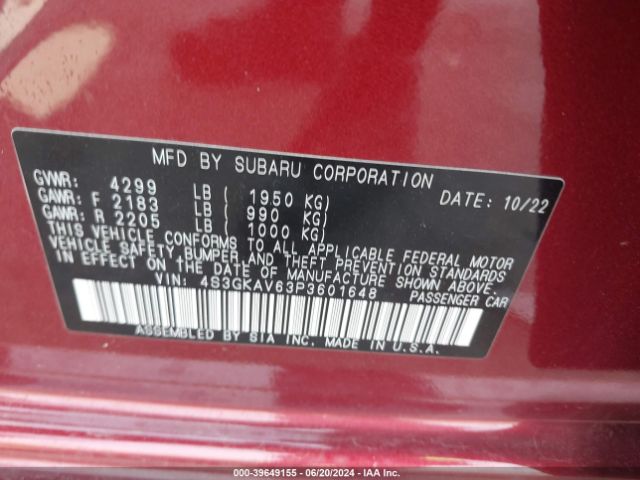 MFD BY SUBARU CORPORATION DATE: 10/22
GVWR: 4299 LB ( 1950 KG)
GAWR: F 2183 LB ( 990 KG)
GAWR: R 2205 LB ( 1000 KG)
THIS VEHICLE CONFORMS TO ALL APPLICABLE FEDERAL MOTOR
VEHICLE SAFETY, BUMPER, AND THEFT PREVENTION STANDARDS
IN EFFECT ON THE DATE OF MANUFACTURE SHOWN ABOVE.
VIN: 4S3GKAV63P3601648 PASSENGER CAR
ASSEMBLED BY SIA INC. MADE IN U.S.A.
000-39649155 - 06/20/2024 - IAA Inc.